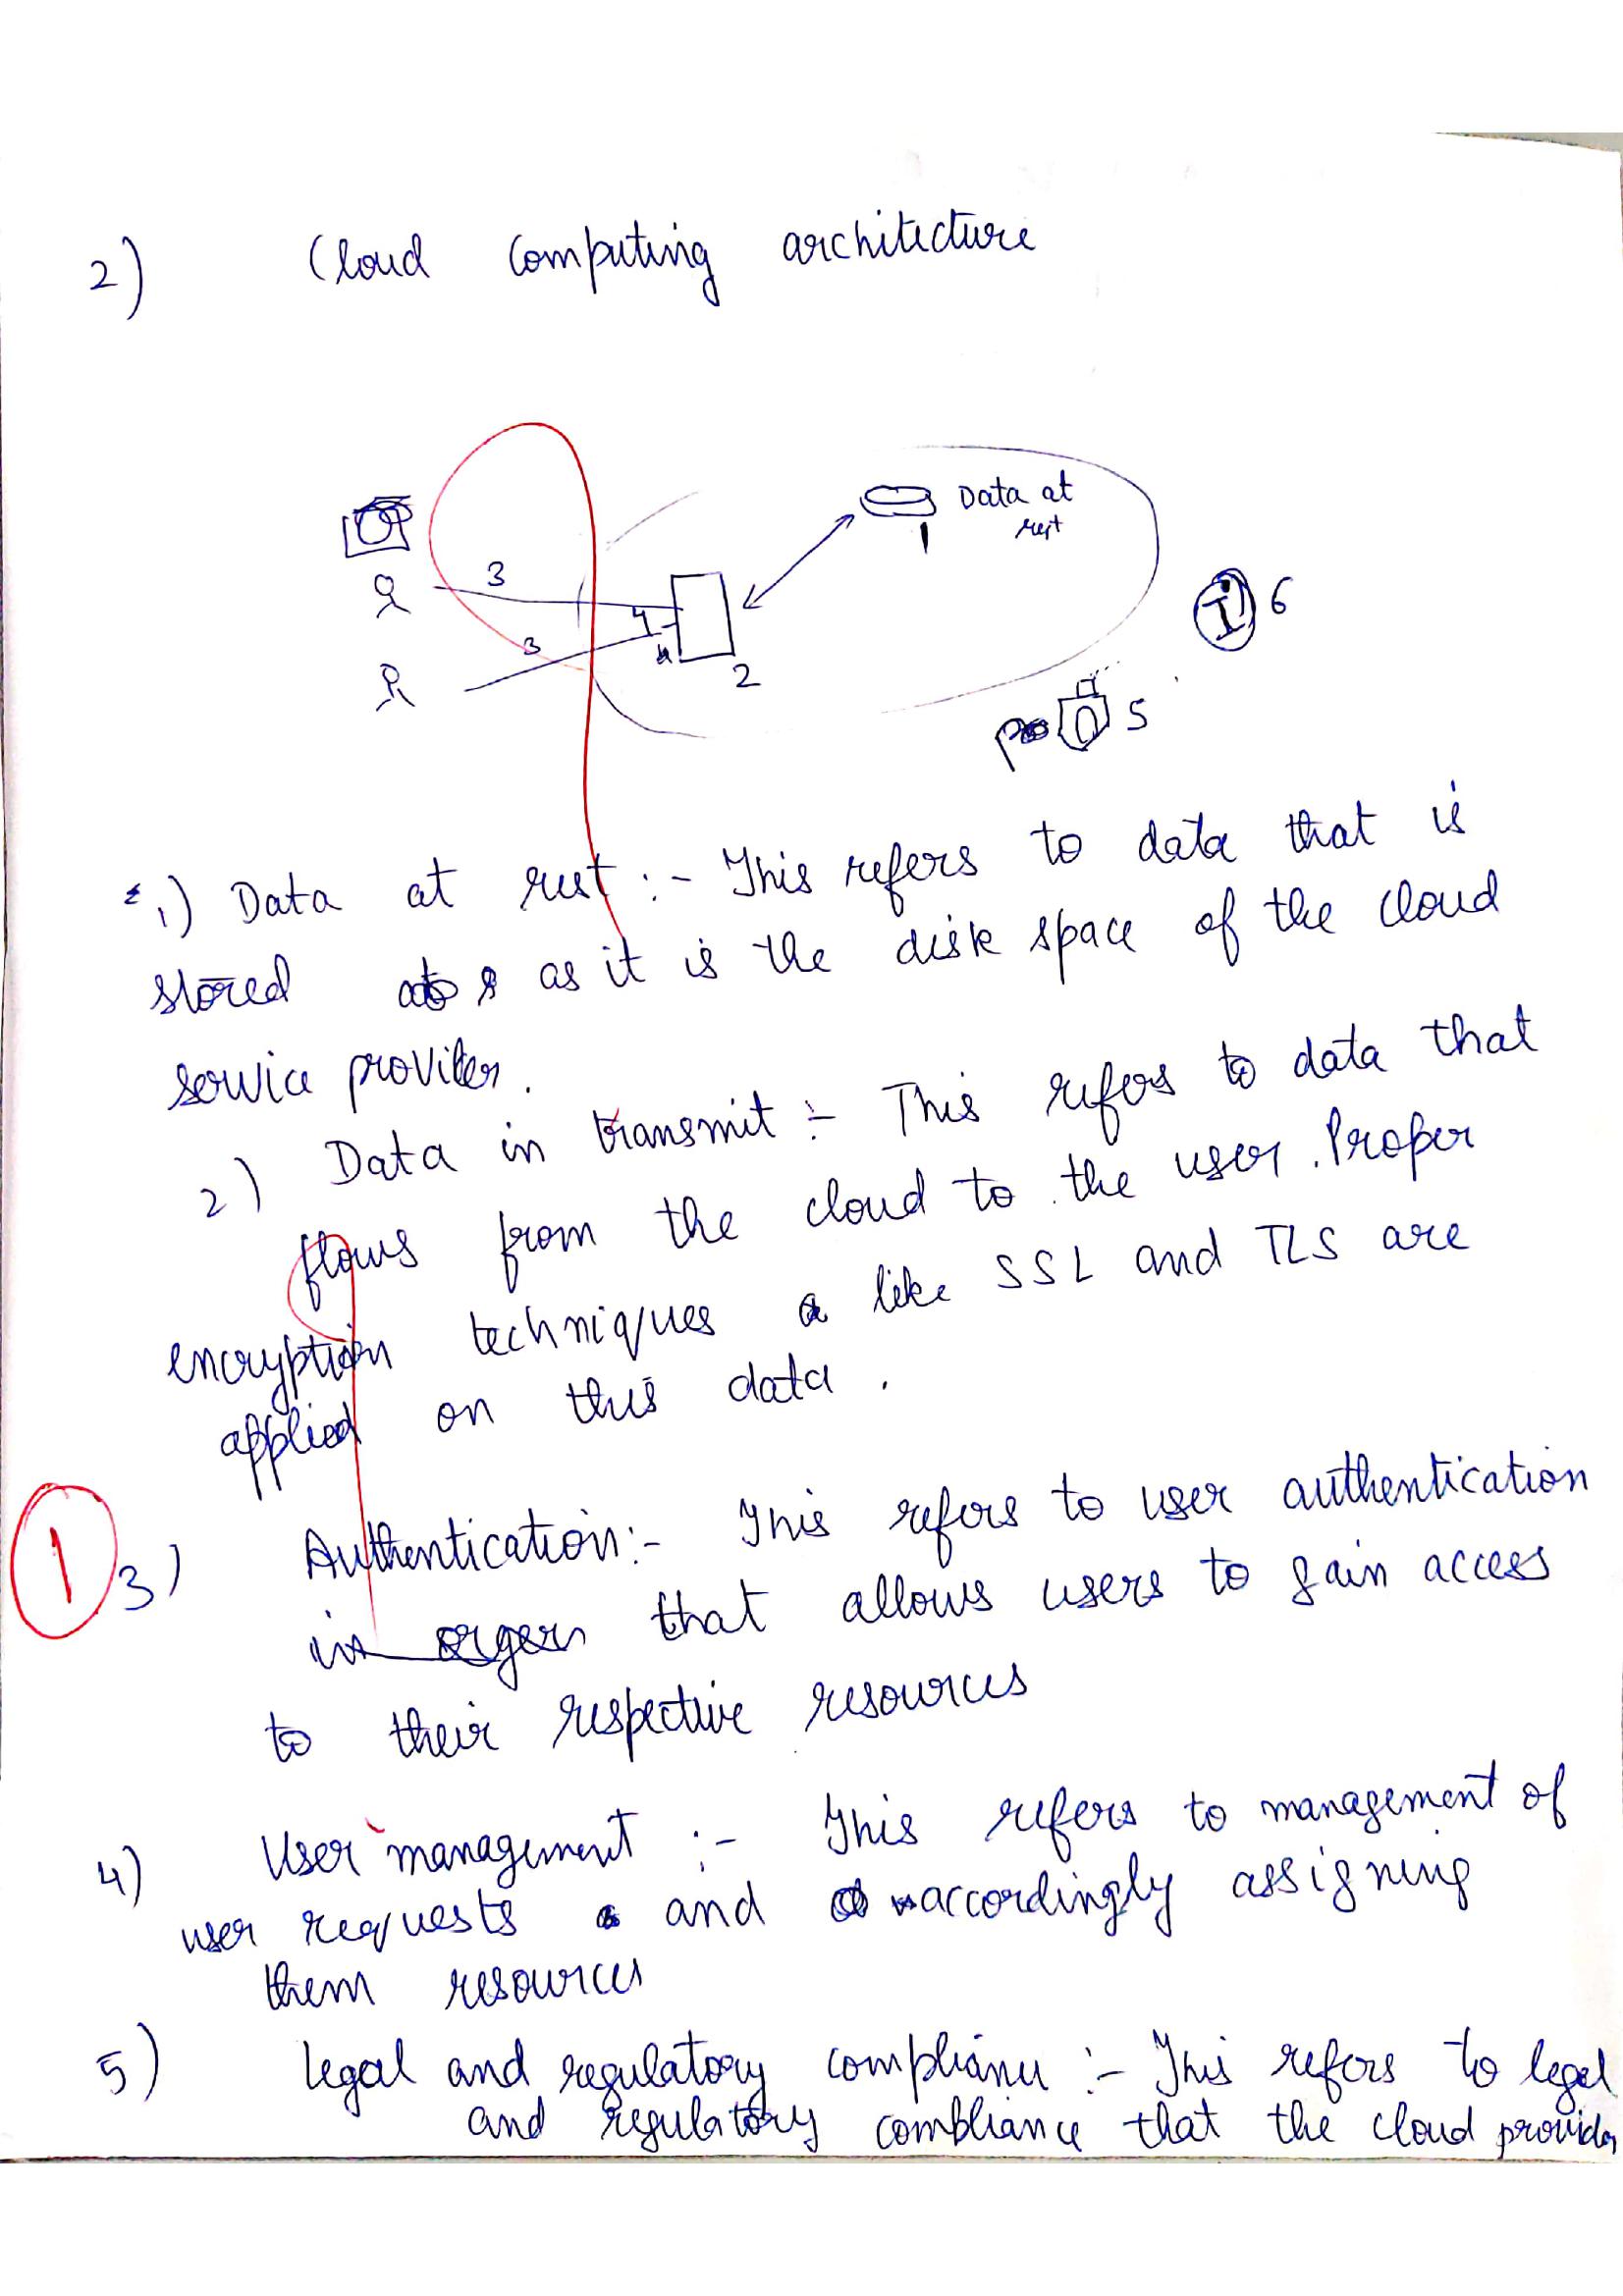 2) Cloud Computing architecture
Data at
rest
1
3
4
3
4
2
6
5
1) Data at rest :- This refers to data that is
stored as it is the disk space of the cloud
service provider.
2) Data in transmit :- This refers to data that
flows from the cloud to the user. Proper
encryption techniques like SSL and TLS are
applied on this data.
1
3) Authentication:- This refers to user authentication
that allows users to gain access
to their respective resources
4) User management :- This refers to management of
user requests and accordingly assigning
them resources
5) Legal and regulatory compliance :- This refers to legal
and regulatory compliance that the cloud provider